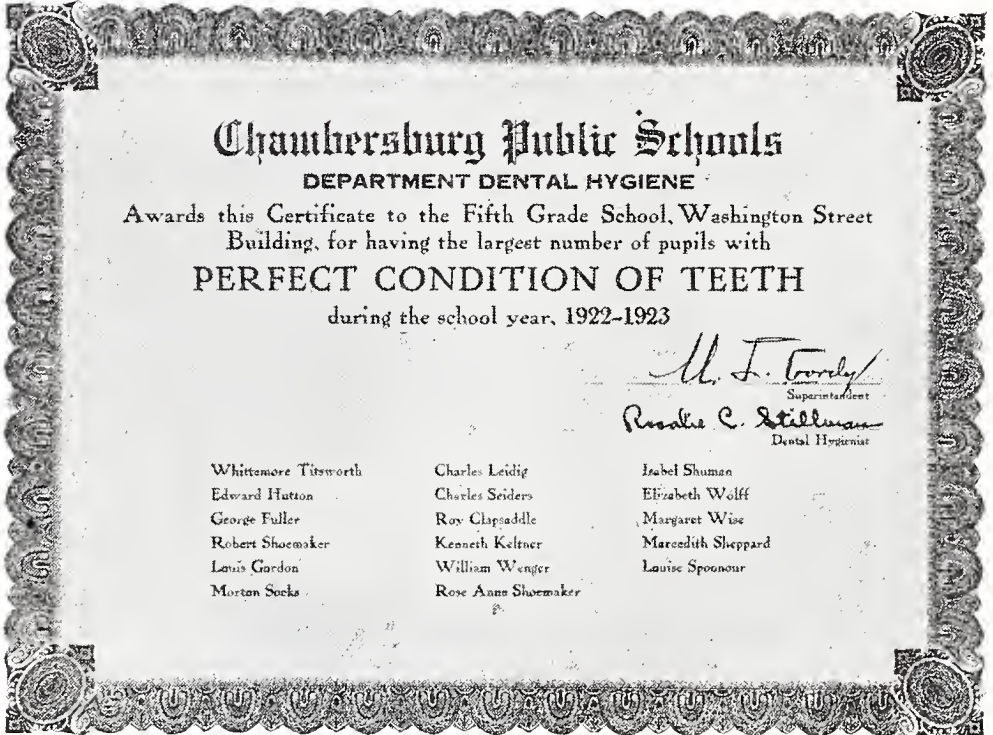 Chambersburg Public Schools
DEPARTMENT DENTAL HYGIENE
Awards this Certificate to the Fifth Grade School, Washington Street
Building, for having the largest number of pupils with
PERFECT CONDITION OF TEETH
during the school year, 1922-1923
U. L. Gordy
Superintendent
Rosalie C. Stillman
Dental Hygienist
Whittemore Titsworth
Edward Hutton
George Fuller
Robert Shoemaker
Louis Gordon
Morton Socks
Charles Leidig
Charles Seiders
Roy Clapsaddle
Kenneth Keltner
William Wenger
Rose Anne Shoemaker
Isabel Shuman
Elizabeth Wolff
Margaret Wise
Mareedith Sheppard
Louise Spoonour